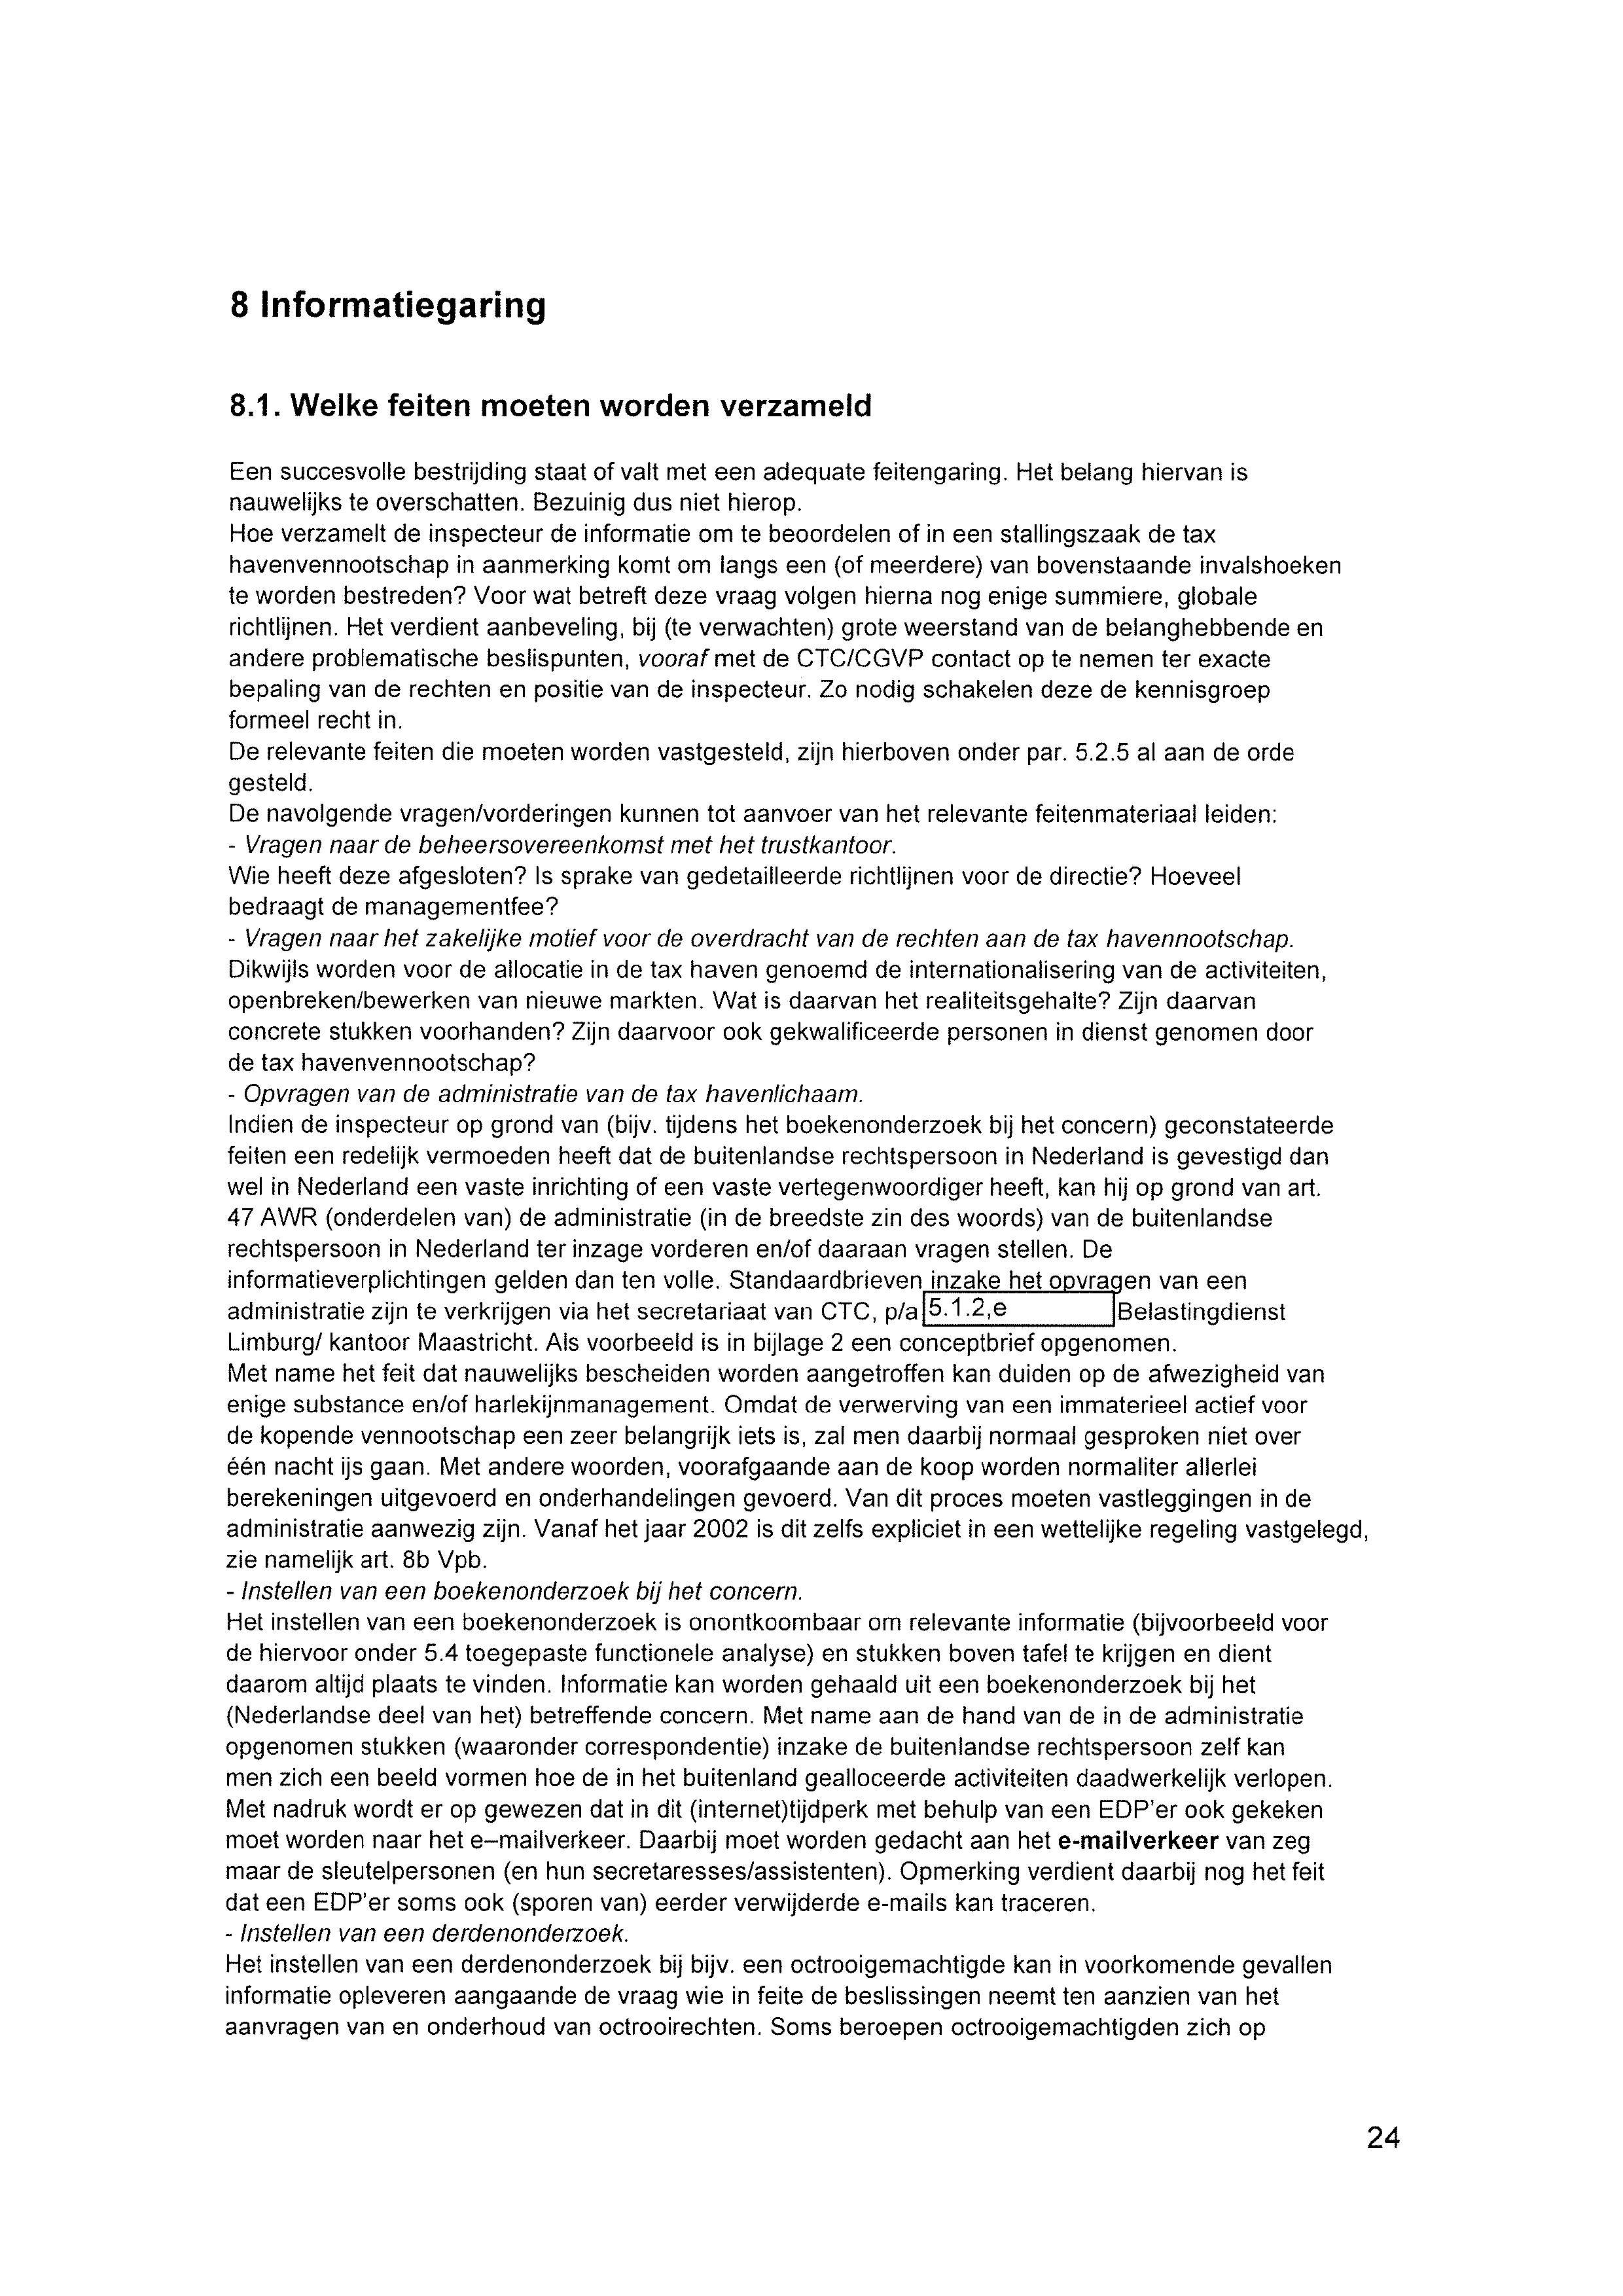 8 Informatiegaring
8.1. Welke feiten moeten worden verzameld
Een succesvolle bestrijding staat of valt met een adequate feitengaring. Het belang hiervan is
nauwelijks te overschatten. Bezuinig dus niet hierop.
Hoe verzamelt de inspecteur de informatie om te beoordelen of in een stallingszaak de tax
havenvennootschap in aanmerking komt om langs een (of meerdere) van bovenstaande invalshoeken
te worden bestreden? Voor wat betreft deze vraag volgen hierna nog enige summiere, globale
richtlijnen. Het verdient aanbeveling, bij (te verwachten) grote weerstand van de belanghebbende en
andere problematische beslispunten, vooraf met de CTC/CGVP contact op te nemen ter exacte
bepaling van de rechten en positie van de inspecteur. Zo nodig schakelen deze de kennisgroep
formeel recht in.
De relevante feiten die moeten worden vastgesteld, zijn hierboven onder par. 5.2.5 al aan de orde
gesteld.
De navolgende vragen/vorderingen kunnen tot aanvoer van het relevante feitenmateriaal leiden:
- Vragen naar de beheersovereenkomst met het trustkantoor.
Wie heeft deze afgesloten? Is sprake van gedetailleerde richtlijnen voor de directie? Hoeveel
bedraagt de managementfee?
- Vragen naar het zakelijke motief voor de overdracht van de rechten aan de tax havennootschap.
Dikwijls worden voor de allocatie in de tax haven genoemd de internationalisering van de activiteiten,
openbreken/bewerken van nieuwe markten. Wat is daarvan het realiteitsgehalte? Zijn daarvan
concrete stukken voorhanden? Zijn daarvoor ook gekwalificeerde personen in dienst genomen door
de tax havenvennootschap?
- Opvragen van de administratie van de tax havenlichaam.
Indien de inspecteur op grond van (bijv. tijdens het boekenonderzoek bij het concern) geconstateerde
feiten een redelijk vermoeden heeft dat de buitenlandse rechtspersoon in Nederland is gevestigd dan
wel in Nederland een vaste inrichting of een vaste vertegenwoordiger heeft, kan hij op grond van art.
47 AWR (onderdelen van) de administratie (in de breedste zin des woords) van de buitenlandse
rechtspersoon in Nederland ter inzage vorderen en/of daaraan vragen stellen. De
informatieverplichtingen gelden dan ten volle. Standaardbrieven inzake het opvragen van een
administratie zijn te verkrijgen via het secretariaat van CTC, p/a 5.1.2,e Belastingdienst
Limburg/ kantoor Maastricht. Als voorbeeld is in bijlage 2 een conceptbrief opgenomen.
Met name het feit dat nauwelijks bescheiden worden aangetroffen kan duiden op de afwezigheid van
enige substance en/of harlekijnmanagement. Omdat de verwerving van een immaterieel actief voor
de kopende vennootschap een zeer belangrijk iets is, zal men daarbij normaal gesproken niet over
één nacht ijs gaan. Met andere woorden, voorafgaande aan de koop worden normaliter allerlei
berekeningen uitgevoerd en onderhandelingen gevoerd. Van dit proces moeten vastleggingen in de
administratie aanwezig zijn. Vanaf het jaar 2002 is dit zelfs expliciet in een wettelijke regeling vastgelegd,
zie namelijk art. 8b Vpb.
- Instellen van een boekenonderzoek bij het concern.
Het instellen van een boekenonderzoek is onontkoombaar om relevante informatie (bijvoorbeeld voor
de hiervoor onder 5.4 toegepaste functionele analyse) en stukken boven tafel te krijgen en dient
daarom altijd plaats te vinden. Informatie kan worden gehaald uit een boekenonderzoek bij het
(Nederlandse deel van het) betreffende concern. Met name aan de hand van de in de administratie
opgenomen stukken (waaronder correspondentie) inzake de buitenlandse rechtspersoon zelf kan
men zich een beeld vormen hoe de in het buitenland gealloceerde activiteiten daadwerkelijk verlopen.
Met nadruk wordt er op gewezen dat in dit (internet)tijdperk met behulp van een EDP'er ook gekeken
moet worden naar het e–mailverkeer. Daarbij moet worden gedacht aan het e-mailverkeer van zeg
maar de sleutelpersonen (en hun secretaresses/assistenten). Opmerking verdient daarbij nog het feit
dat een EDP'er soms ook (sporen van) eerder verwijderde e-mails kan traceren.
- Instellen van een derdenonderzoek.
Het instellen van een derdenonderzoek bij bijv. een octrooigemachtigde kan in voorkomende gevallen
informatie opleveren aangaande de vraag wie in feite de beslissingen neemt ten aanzien van het
aanvragen van en onderhoud van octrooirechten. Soms beroepen octrooigemachtigden zich op
24